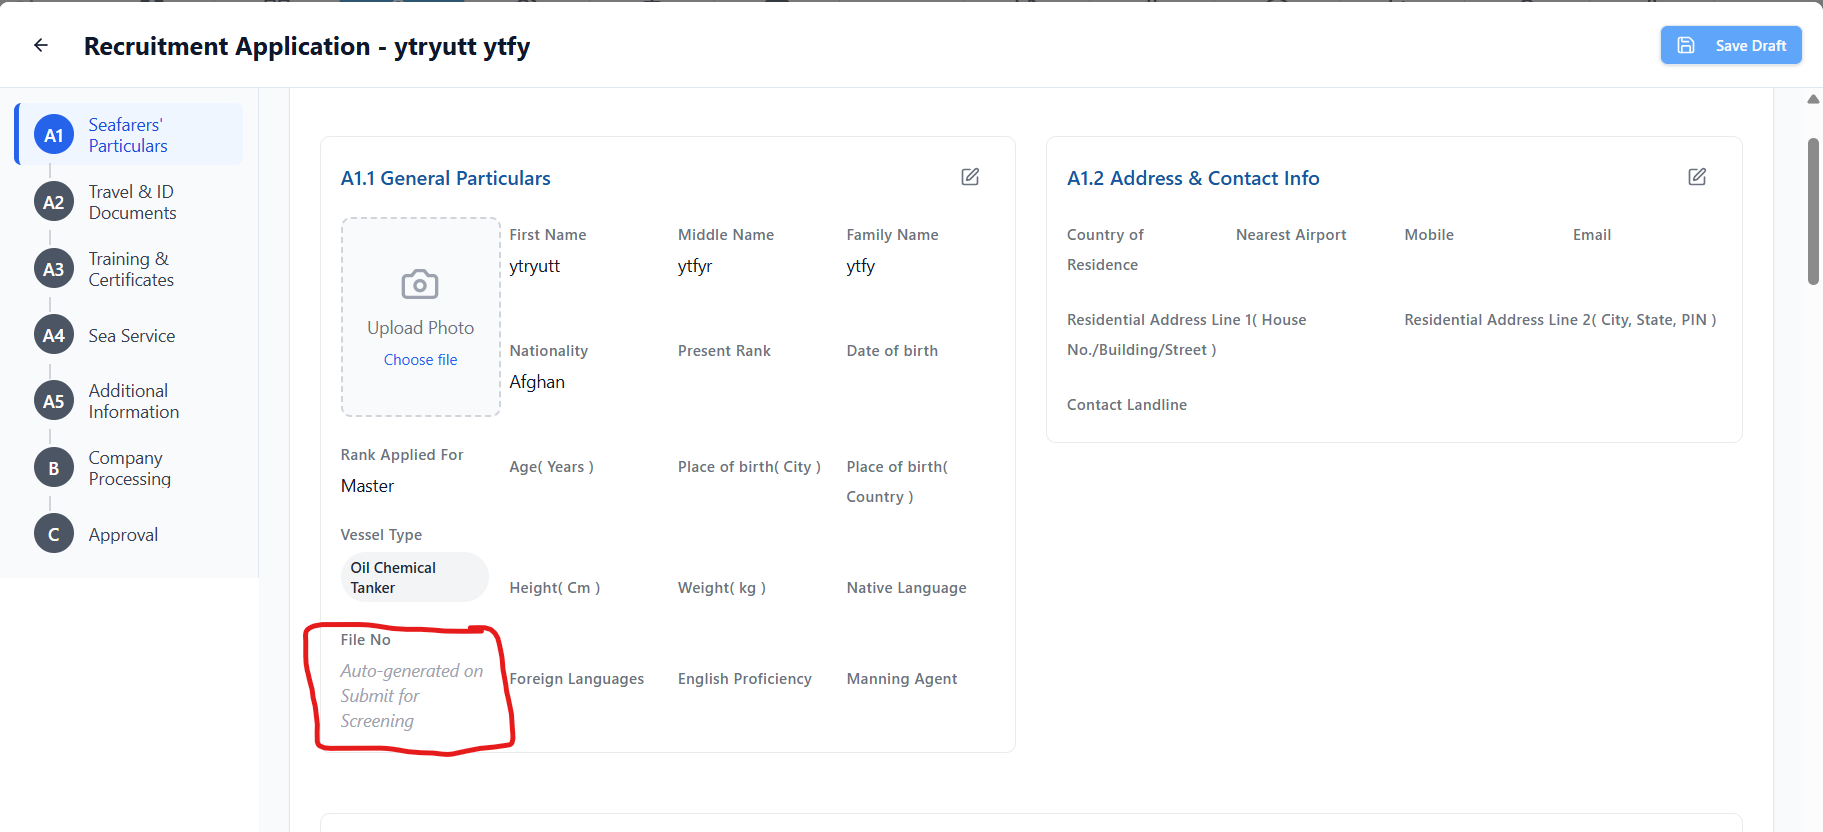 Recruitment Application - ytryutt ytfy
Save Draft
A1
Seafarers'
Particulars
A2
Travel & ID
Documents
A3
Training &
Certificates
A4
Sea Service
A5
Additional
Information
B
Company
Processing
C
Approval
A1.1 General Particulars
Upload Photo
Choose file
First Name
Middle Name
Family Name
ytryutt
ytfyr
ytfy
Nationality
Present Rank
Date of birth
Afghan
Rank Applied For
Master
Age( Years )
Place of birth( City )
Place of birth(
Country )
Vessel Type
Oil Chemical
Tanker
Height( Cm )
Weight( kg )
Native Language
File No
Auto-generated on
Submit for
Screening
Foreign Languages
English Proficiency
Manning Agent
A1.2 Address & Contact Info
Country of
Residence
Nearest Airport
Mobile
Email
Residential Address Line 1( House
No./Building/Street )
Residential Address Line 2( City, State, PIN )
Contact Landline